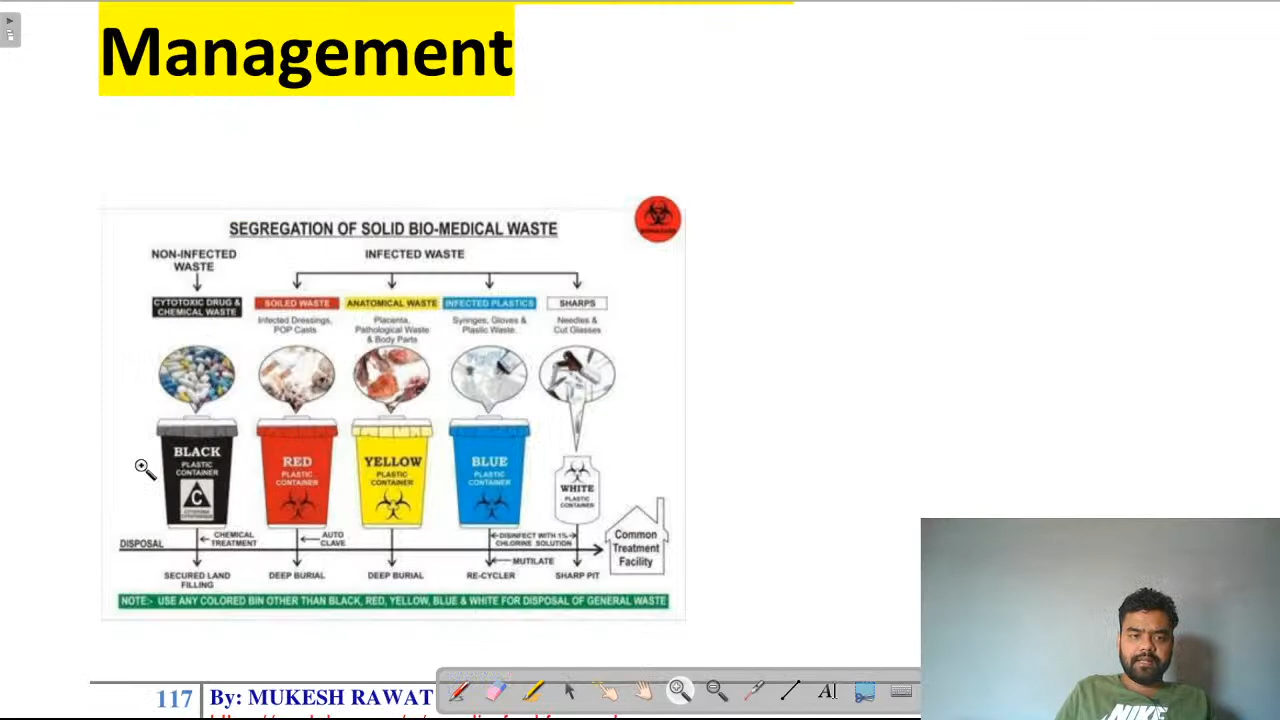 Management
SEGREGATION OF SOLID BIO-MEDICAL WASTE
BIOHAZARD
NON-INFECTED
WASTE
INFECTED WASTE
CYTOTOXIC DRUG &
CHEMICAL WASTE
SOILED WASTE
ANATOMICAL WASTE
INFECTED PLASTICS
SHARPS
Infected Dressings,
POP Casts
Placenta,
Pathological Waste
& Body Parts
Syringes, Gloves &
Plastic Waste
Needles &
Cut Glasses
BLACK
PLASTIC
CONTAINER
C
RED
PLASTIC
CONTAINER
YELLOW
PLASTIC
CONTAINER
BLUE
PLASTIC
CONTAINER
WHITE
PLASTIC
CONTAINER
DISPOSAL
CHEMICAL
TREATMENT
AUTO
CLAVE
DISINFECT WITH 1%
CHLORINE SOLUTION
MUTILATE
Common
Treatment
Facility
SECURED LAND
FILLING
DEEP BURIAL
DEEP BURIAL
RE-CYCLER
SHARP PIT
NOTE:- USE ANY COLORED BIN OTHER THAN BLACK, RED, YELLOW, BLUE & WHITE FOR DISPOSAL OF GENERAL WASTE
117
By: MUKESH RAWAT
A
NIKE